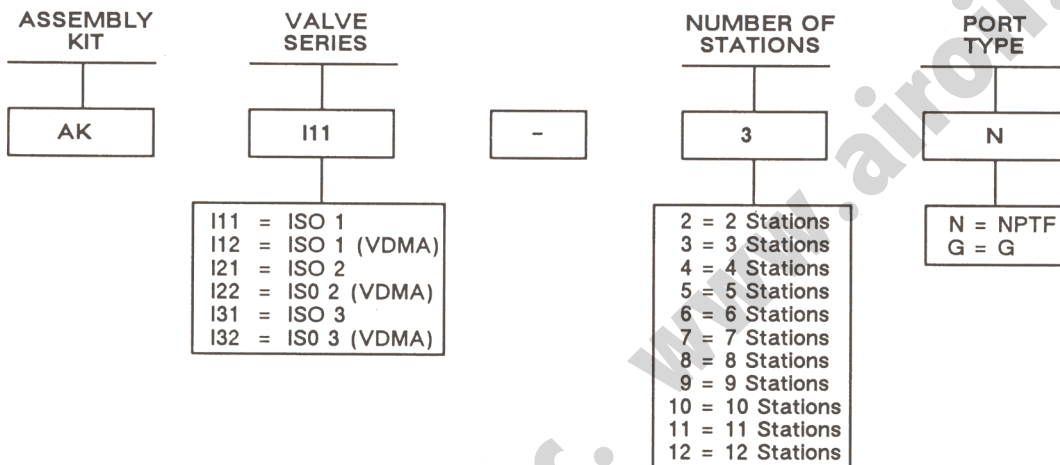 ASSEMBLY KIT
VALVE SERIES
NUMBER OF STATIONS
PORT TYPE
AK
I11
-
3
N
I11 = ISO 1
I12 = ISO 1 (VDMA)
I21 = ISO 2
I22 = IS0 2 (VDMA)
I31 = ISO 3
I32 = IS0 3 (VDMA)
2 = 2 Stations
3 = 3 Stations
4 = 4 Stations
5 = 5 Stations
6 = 6 Stations
7 = 7 Stations
8 = 8 Stations
9 = 9 Stations
10 = 10 Stations
11 = 11 Stations
12 = 12 Stations
N = NPTF
G = G
www.airoil.